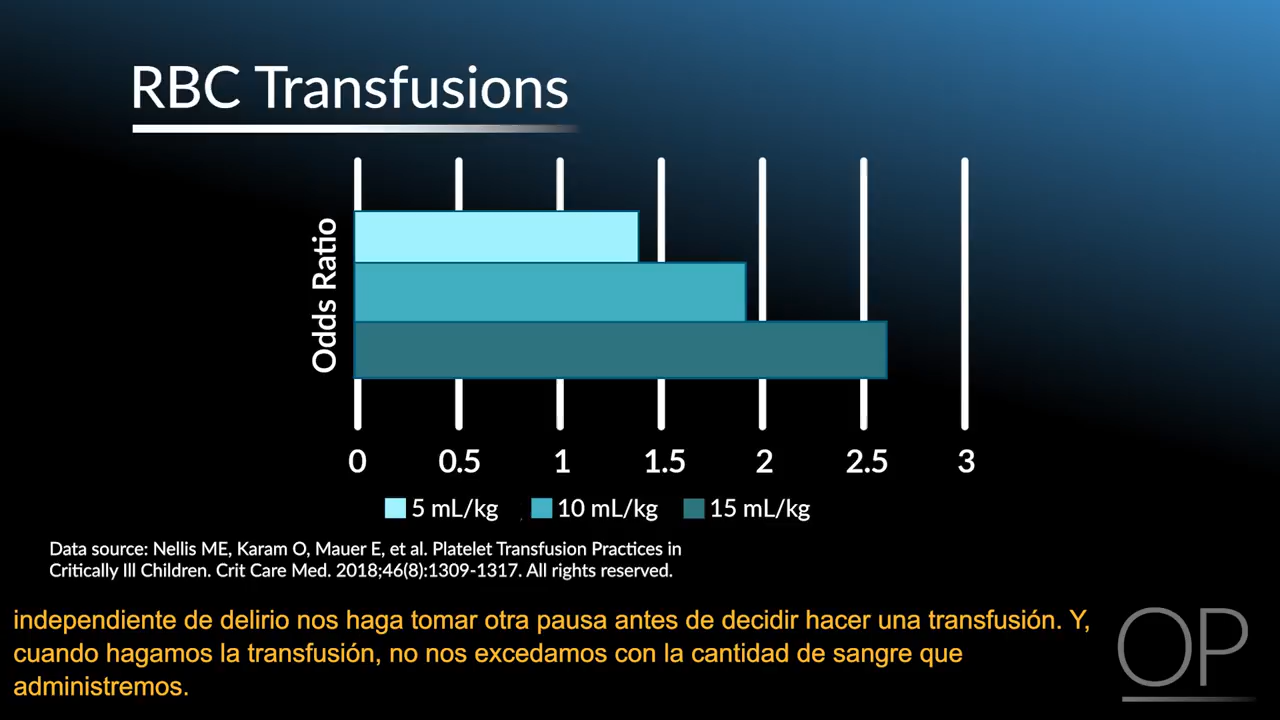 RBC Transfusions
Odds Ratio
0 0.5 1 1.5 2 2.5 3
5 mL/kg 10 mL/kg 15 mL/kg
Data source: Nellis ME, Karam O, Mauer E, et al. Platelet Transfusion Practices in
Critically Ill Children. Crit Care Med. 2018;46(8):1309-1317. All rights reserved.
independiente de delirio nos haga tomar otra pausa antes de decidir hacer una transfusión. Y,
cuando hagamos la transfusión, no nos excedamos con la cantidad de sangre que
administremos.
OP